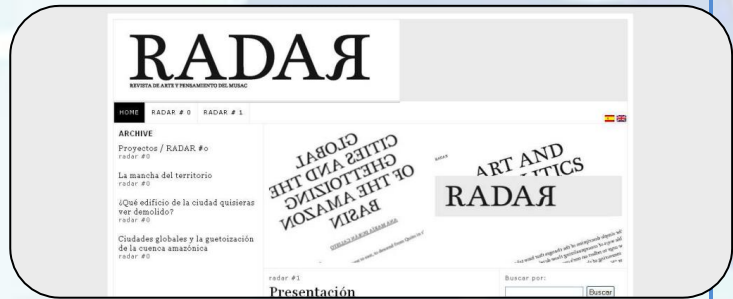 RADAЯ
REVISTA DE ARTE Y PENSAMIENTO DEL MUSAC
HOME RADAR # 0 RADAR # 1
ARCHIVE
Proyectos / RADAR #0
radar #0
La mancha del territorio
radar #0
¿Qué edificio de la ciudad quisieras
ver demolido?
radar #0
Ciudades globales y la guetoización
de la cuenca amazónica
radar #0
GLOBAL
CITIES AND THE
GHETTOIZING
OF THE AMAZON
BASIN
ART AND
RADAЯ
radar #1
Presentación
Buscar por:
Buscar